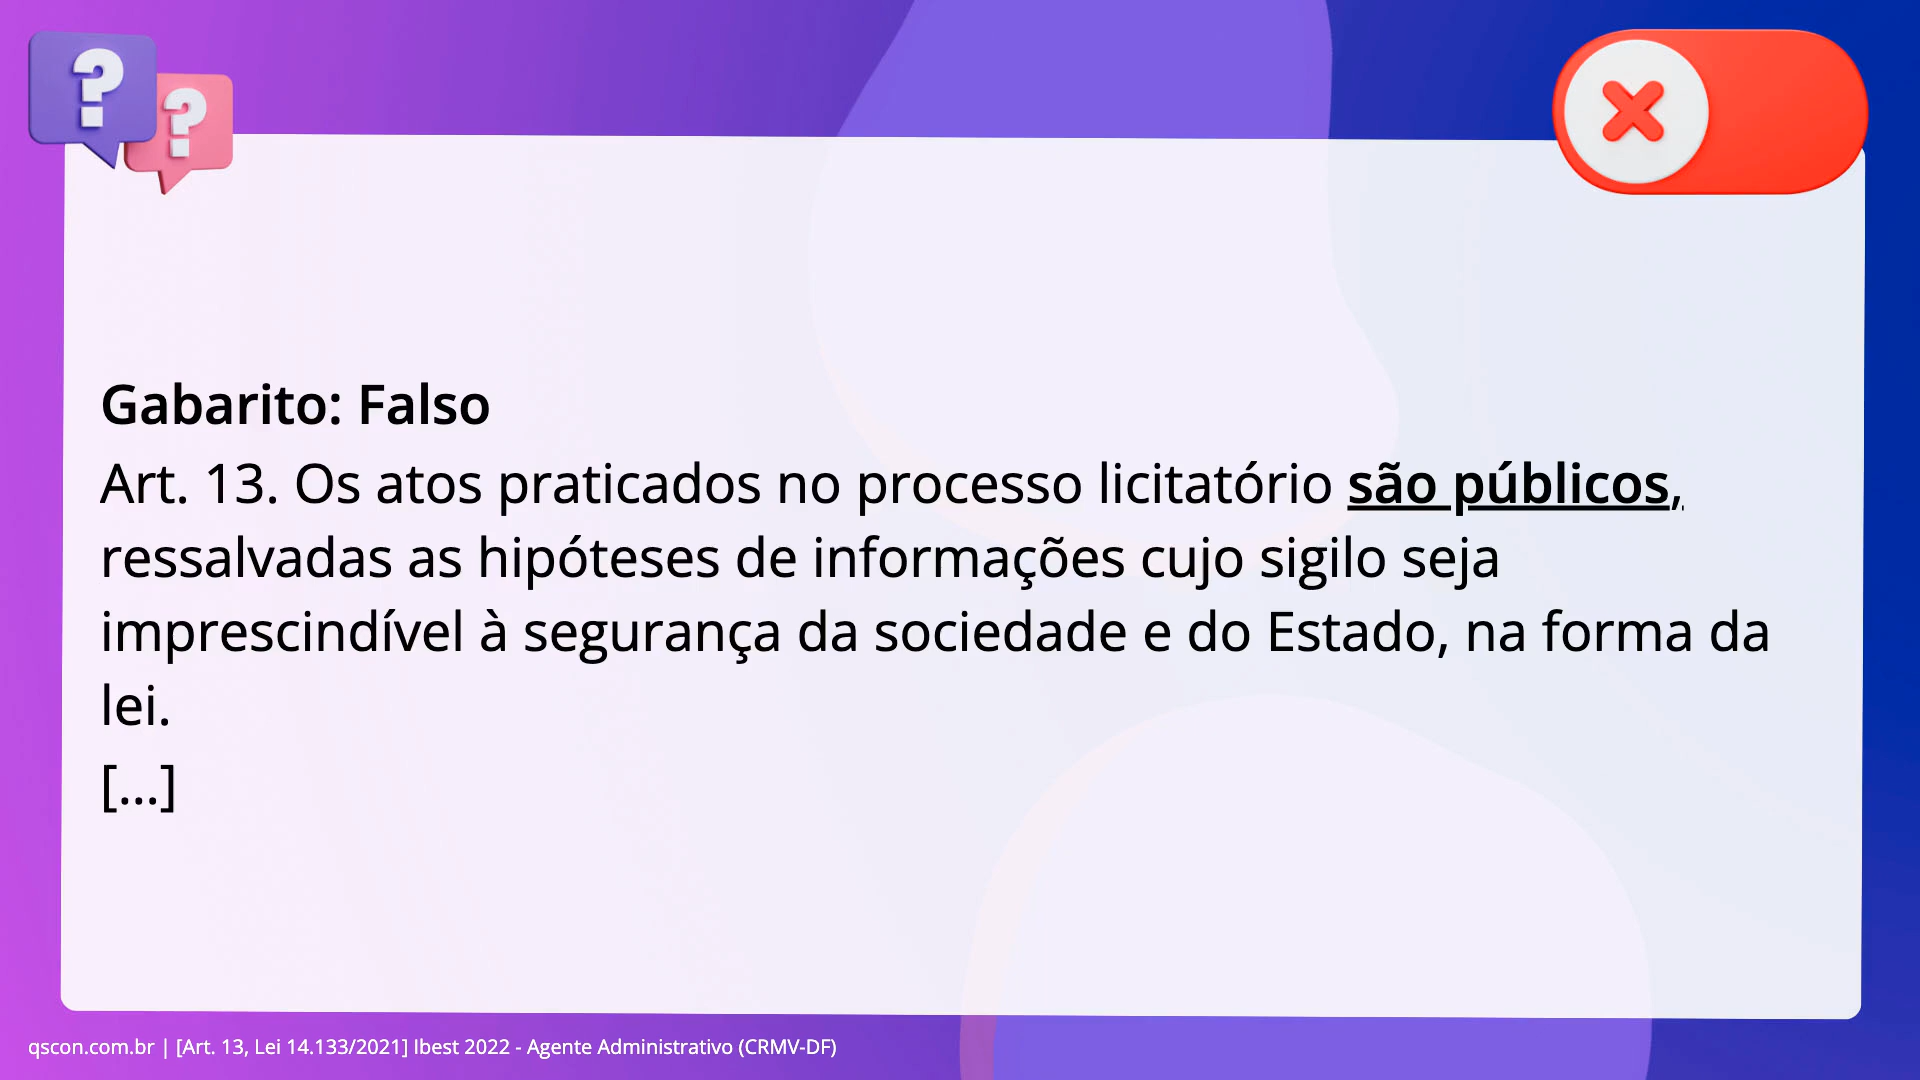 ?
?
Gabarito: Falso
Art. 13. Os atos praticados no processo licitatório são públicos,
ressalvadas as hipóteses de informações cujo sigilo seja
imprescindível à segurança da sociedade e do Estado, na forma da
lei.
[...]
qscon.com.br | [Art. 13, Lei 14.133/2021] Ibest 2022 - Agente Administrativo (CRMV-DF)